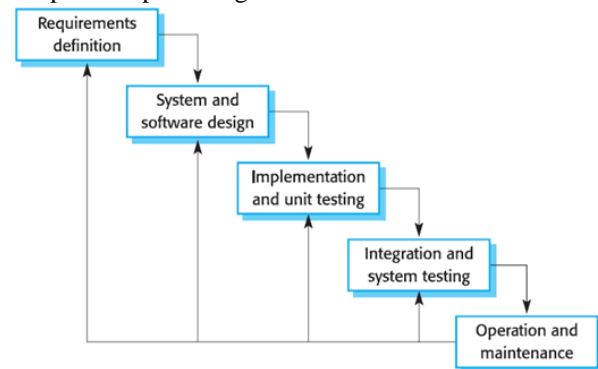 Requirements
definition
System and
software design
Implementation
and unit testing
Integration and
system testing
Operation and
maintenance